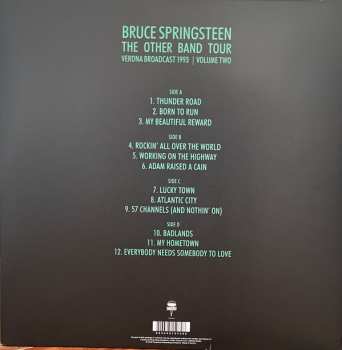 BRUCE SPRINGSTEEN
THE OTHER BAND TOUR
VERONA BROADCAST 1993 | VOLUME TWO
SIDE A
1. THUNDER ROAD
2. BORN TO RUN
3. MY BEAUTIFUL REWARD
SIDE B
4. ROCKIN' ALL OVER THE WORLD
5. WORKING ON THE HIGHWAY
6. ADAM RAISED A CAIN
SIDE C
7. LUCKY TOWN
8. ATLANTIC CITY
9. 57 CHANNELS (AND NOTHIN' ON)
SIDE D
10. BADLANDS
11. MY HOMETOWN
12. EVERYBODY NEEDS SOMEBODY TO LOVE